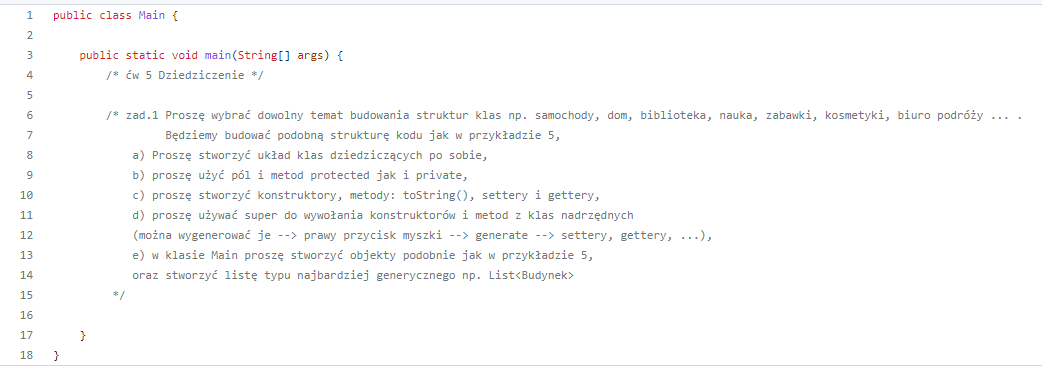 1 public class Main {
2
3 public static void main(String[] args) {
4 /* ćw 5 Dziedziczenie */
5
6 /* zad.1 Proszę wybrać dowolny temat budowania struktur klas np. samochody, dom, biblioteka, nauka, zabawki, kosmetyki, biuro podróży ... .
7 Będziemy budować podobną strukturę kodu jak w przykładzie 5,
8 a) Proszę stworzyć układ klas dziedziczących po sobie,
9 b) proszę użyć pól i metod protected jak i private,
10 c) proszę stworzyć konstruktory, metody: toString(), settery i gettery,
11 d) proszę używać super do wywołania konstruktorów i metod z klas nadrzędnych
12 (można wygenerować je --> prawy przycisk myszki --> generate --> settery, gettery, ...),
13 e) w klasie Main proszę stworzyć objekty podobnie jak w przykładzie 5,
14 oraz stworzyć listę typu najbardziej generycznego np. List<Budynek>
15 */
16
17 }
18 }